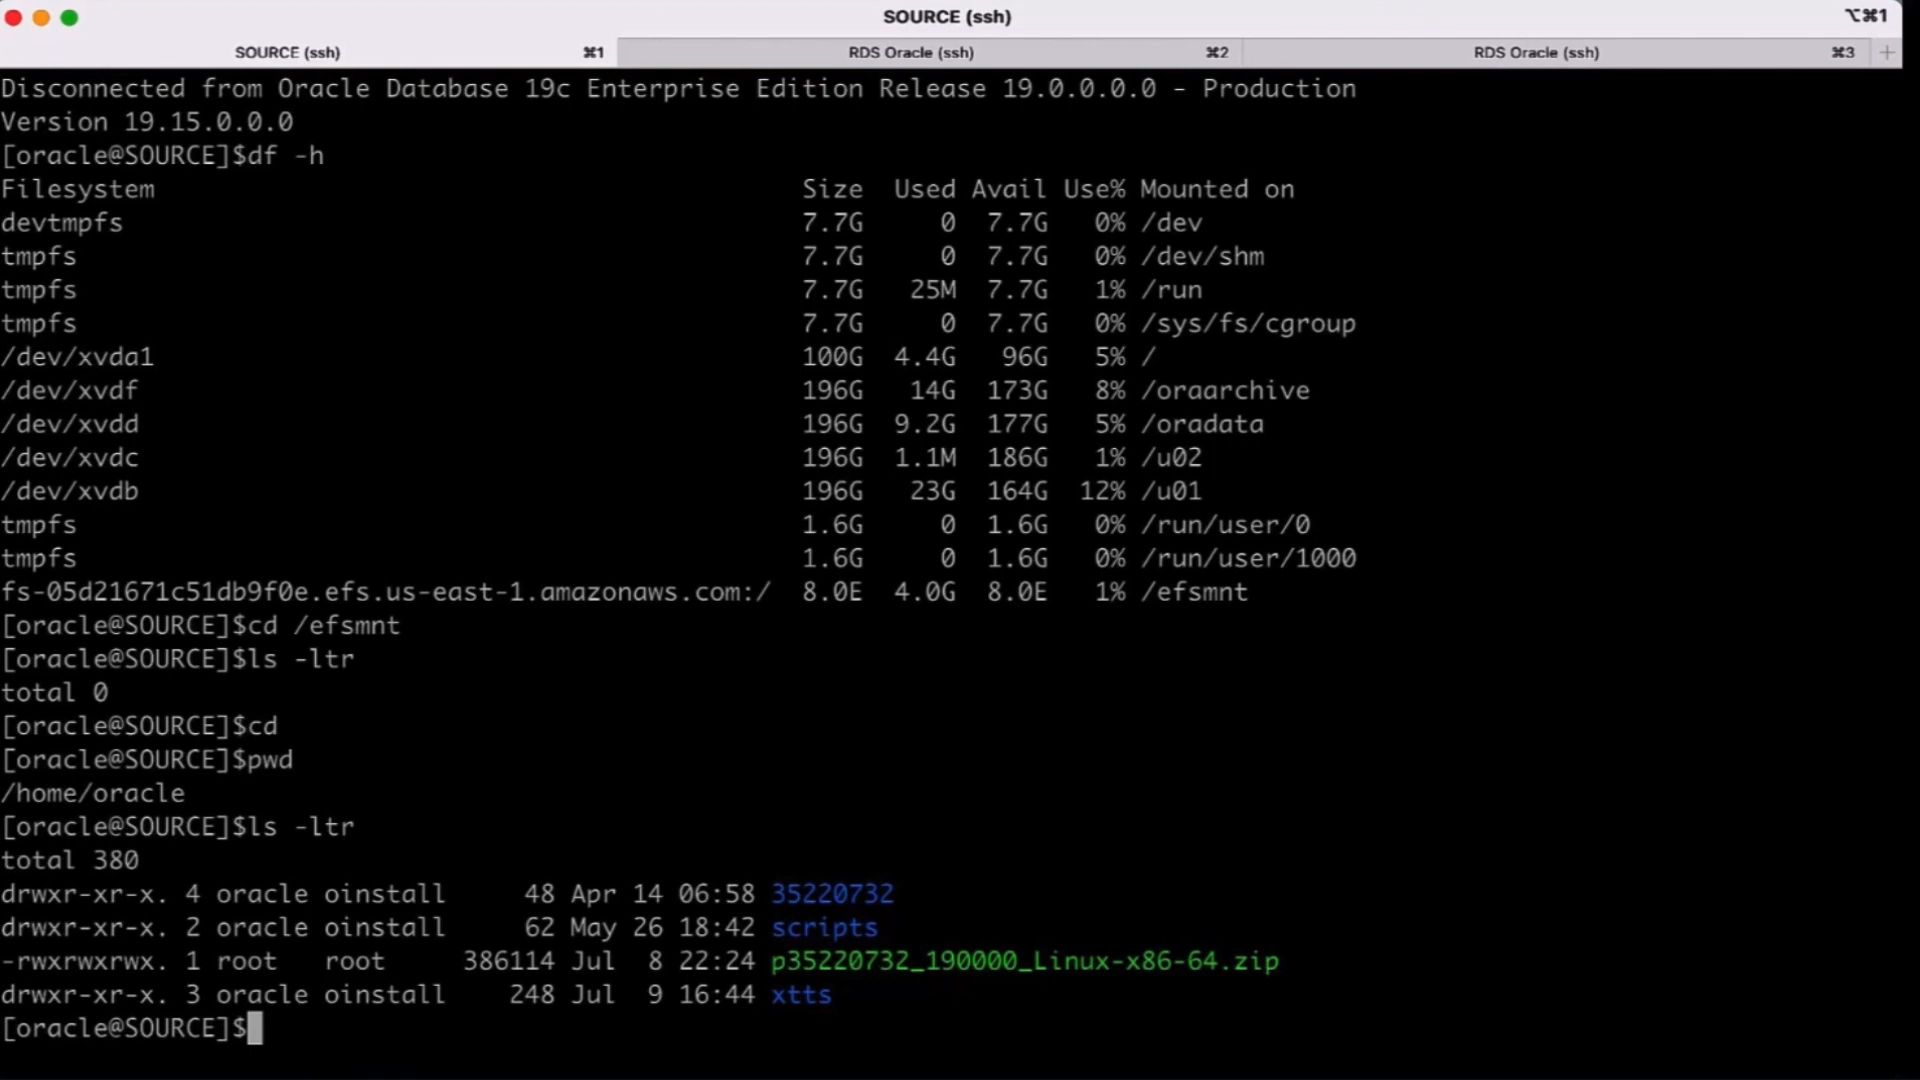 SOURCE (ssh)
⌥⌘1
SOURCE (ssh) ⌘1 RDS Oracle (ssh) ⌘2 RDS Oracle (ssh) ⌘3 +
Disconnected from Oracle Database 19c Enterprise Edition Release 19.0.0.0.0 - Production
Version 19.15.0.0.0
[oracle@SOURCE]$df -h
Filesystem Size Used Avail Use% Mounted on
devtmpfs 7.7G 0 7.7G 0% /dev
tmpfs 7.7G 0 7.7G 0% /dev/shm
tmpfs 7.7G 25M 7.7G 1% /run
tmpfs 7.7G 0 7.7G 0% /sys/fs/cgroup
/dev/xvda1 100G 4.4G 96G 5% /
/dev/xvdf 196G 14G 173G 8% /oraarchive
/dev/xvdd 196G 9.2G 177G 5% /oradata
/dev/xvdc 196G 1.1M 186G 1% /u02
/dev/xvdb 196G 23G 164G 12% /u01
tmpfs 1.6G 0 1.6G 0% /run/user/0
tmpfs 1.6G 0 1.6G 0% /run/user/1000
fs-05d21671c51db9f0e.efs.us-east-1.amazonaws.com:/ 8.0E 4.0G 8.0E 1% /efsmnt
[oracle@SOURCE]$cd /efsmnt
[oracle@SOURCE]$ls -ltr
total 0
[oracle@SOURCE]$cd
[oracle@SOURCE]$pwd
/home/oracle
[oracle@SOURCE]$ls -ltr
total 380
drwxr-xr-x. 4 oracle oinstall 48 Apr 14 06:58 35220732
drwxr-xr-x. 2 oracle oinstall 62 May 26 18:42 scripts
-rwxrwxrwx. 1 root root 386114 Jul 8 22:24 p35220732_190000_Linux-x86-64.zip
drwxr-xr-x. 3 oracle oinstall 248 Jul 9 16:44 xtts
[oracle@SOURCE]$